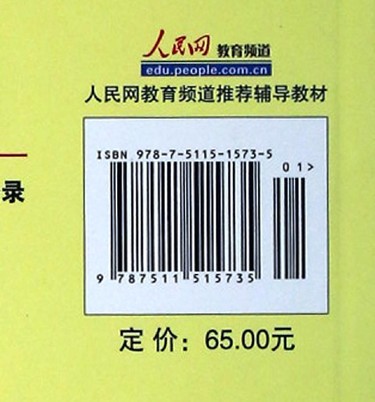 人民网 教育频道
edu.people.com.cn
人民网教育频道推荐辅导教材
ISBN 978-7-5115-1573-5
01>
9 787511 515735
录
定价：65.00元